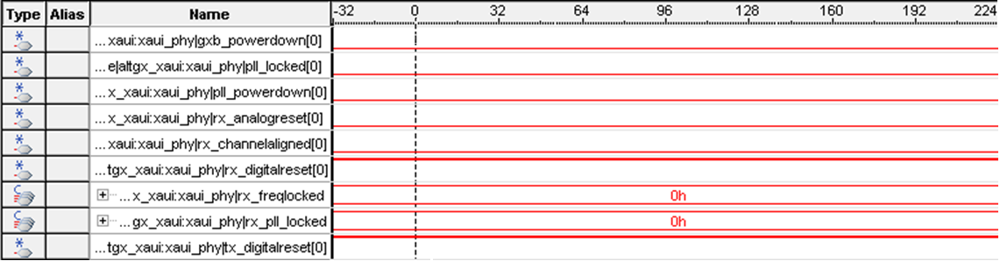 Type Alias Name -32 0 32 64 96 128 160 192 224
...xaui:xaui_phy|gxb_powerdown[0]
...e|altgx_xaui:xaui_phy|pll_locked[0]
...x_xaui:xaui_phy|pll_powerdown[0]
...x_xaui:xaui_phy|rx_analogreset[0]
...xaui:xaui_phy|rx_channelaligned[0]
...tgx_xaui:xaui_phy|rx_digitalreset[0]
...x_xaui:xaui_phy|rx_freqlocked 0h
...gx_xaui:xaui_phy|rx_pll_locked 0h
...tgx_xaui:xaui_phy|tx_digitalreset[0]